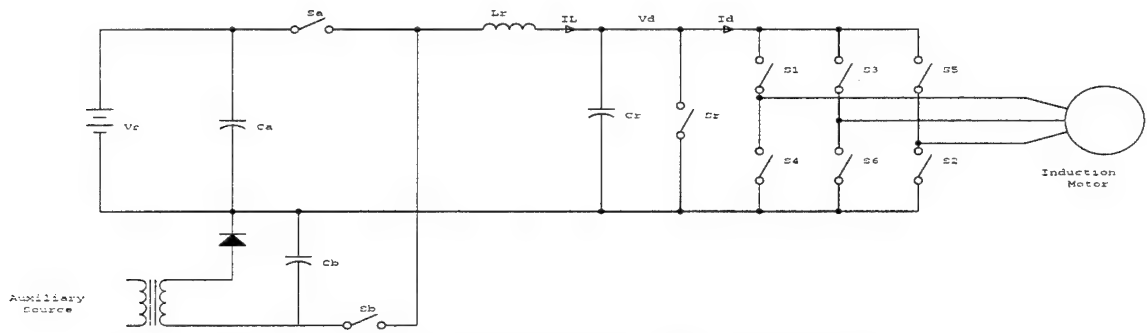 Sa
Lr
IL
Vd
Id
S1
S3
S5
Vr
Ca
Cr
Sr
S4
S6
S2
Induction
Motor
Cb
Sb
Auxiliary
Source